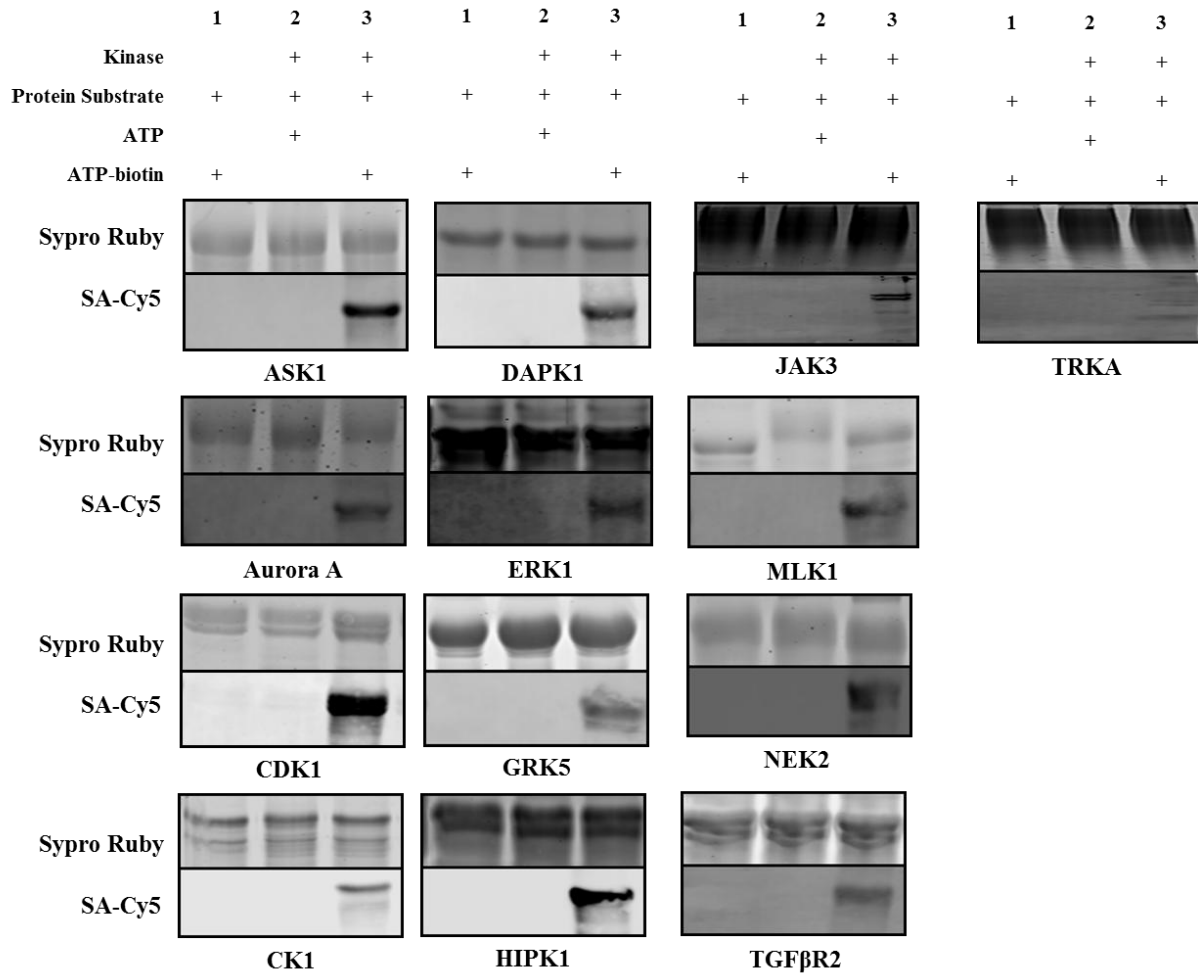 1 2 3 1 2 3 1 2 3 1 2 3
Kinase + + + + + + + +
Protein Substrate + + + + + + + + + + + +
ATP + + + +
ATP-biotin + + + + + + + +
Sypro Ruby
SA-Cy5
ASK1 DAPK1 JAK3 TRKA
Sypro Ruby
SA-Cy5
Aurora A ERK1 MLK1
Sypro Ruby
SA-Cy5
CDK1 GRK5 NEK2
Sypro Ruby
SA-Cy5
CK1 HIPK1 TGFβR2